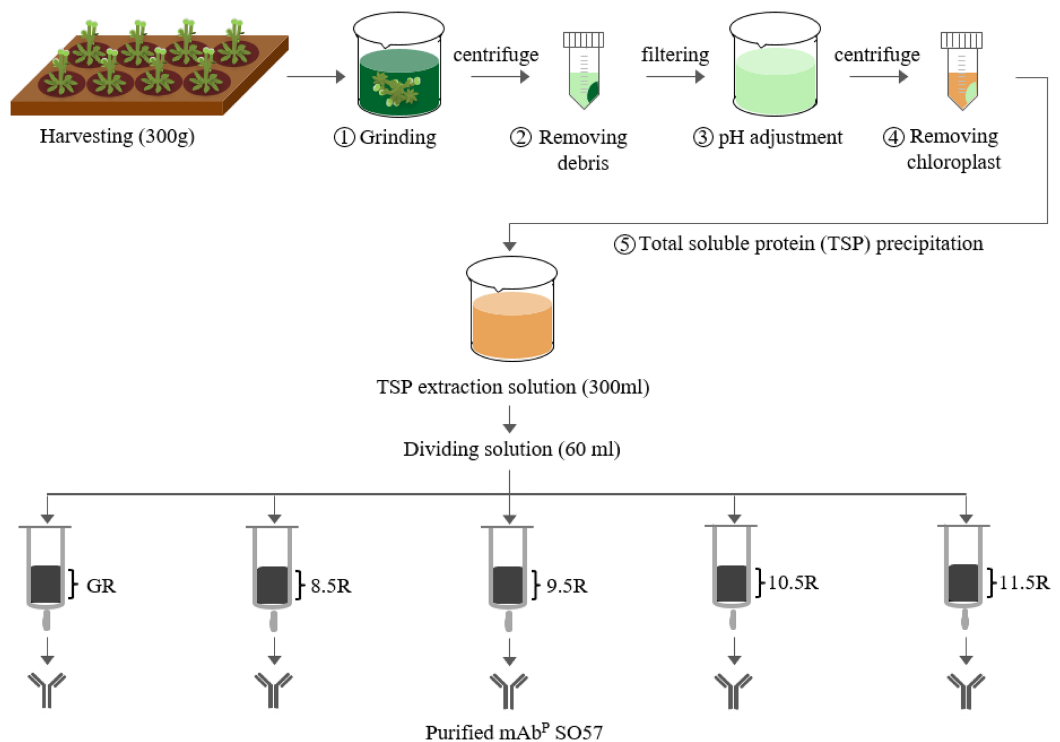 centrifuge
filtering
centrifuge
Harvesting (300g)
① Grinding
② Removing
debris
③ pH adjustment
④ Removing
chloroplast
⑤ Total soluble protein (TSP) precipitation
TSP extraction solution (300ml)
Dividing solution (60 ml)
GR
8.5R
9.5R
10.5R
11.5R
Purified mAbᴾ SO57